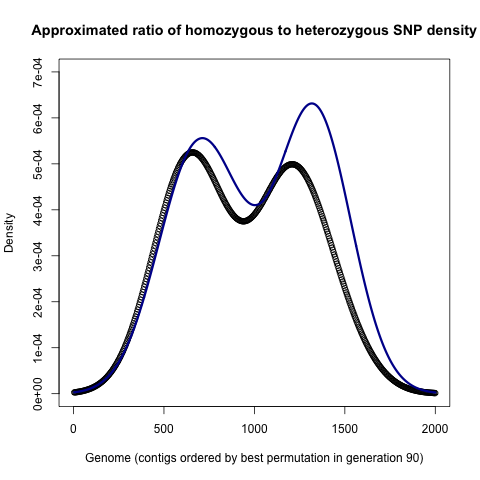 Approximated ratio of homozygous to heterozygous SNP density
Density
7e-04
6e-04
5e-04
4e-04
3e-04
2e-04
1e-04
0e+00
0 500 1000 1500 2000
Genome (contigs ordered by best permutation in generation 90)